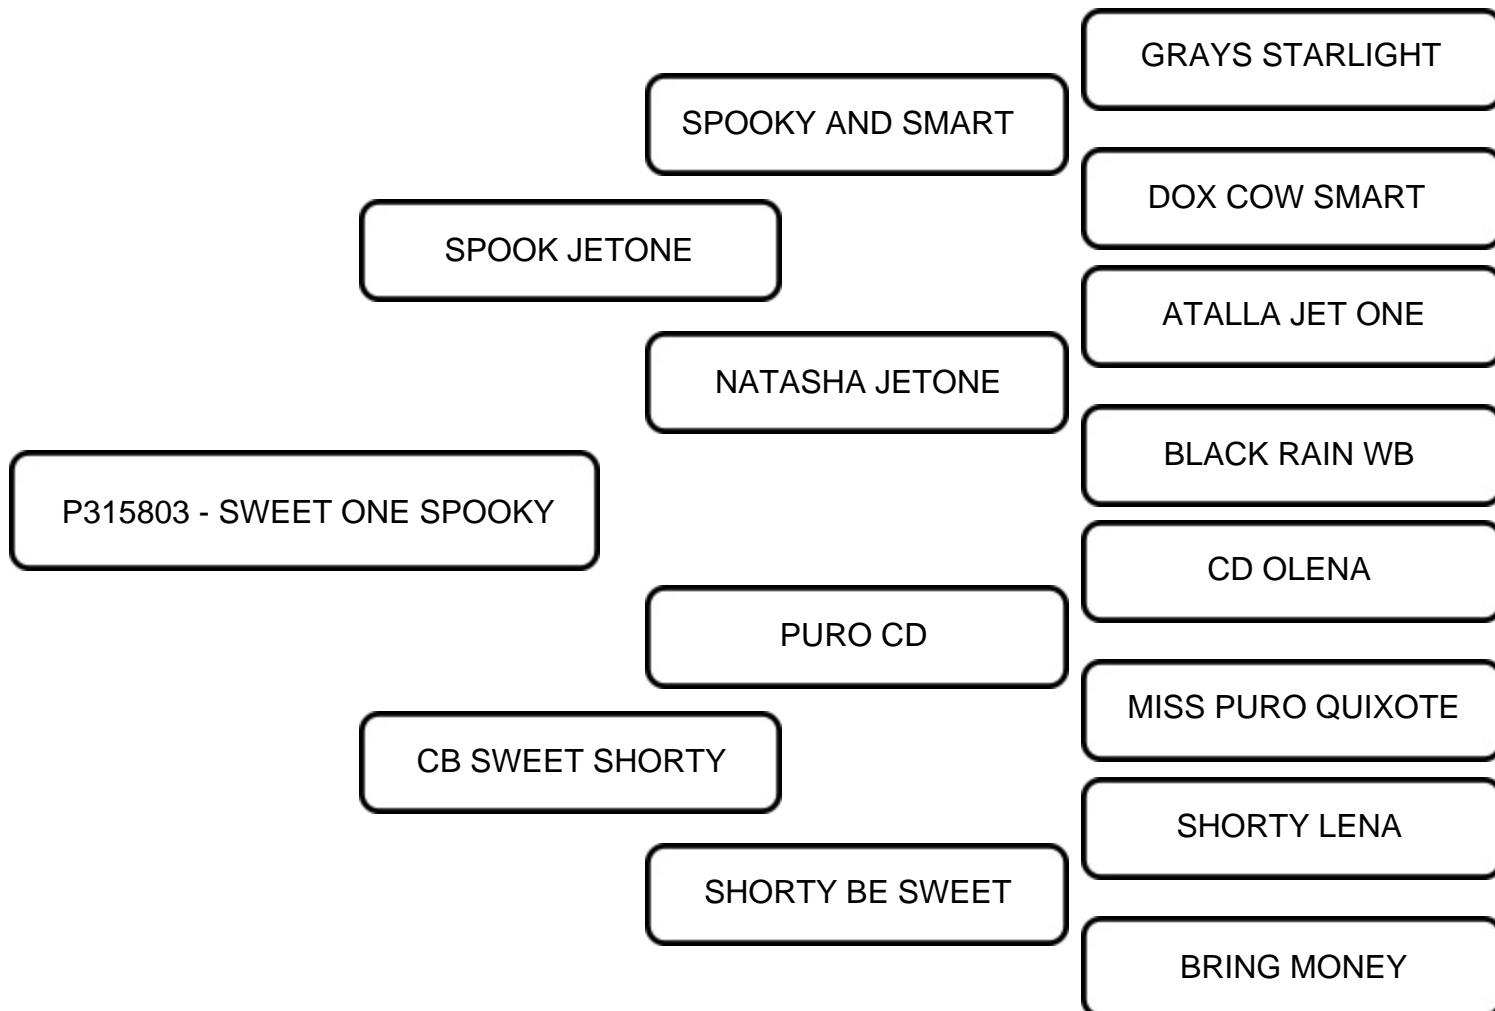 GRAYS STARLIGHT
SPOOKY AND SMART
DOX COW SMART
SPOOK JETONE
ATALLA JET ONE
NATASHA JETONE
BLACK RAIN WB
P315803 - SWEET ONE SPOOKY
CD OLENA
PURO CD
MISS PURO QUIXOTE
CB SWEET SHORTY
SHORTY LENA
SHORTY BE SWEET
BRING MONEY